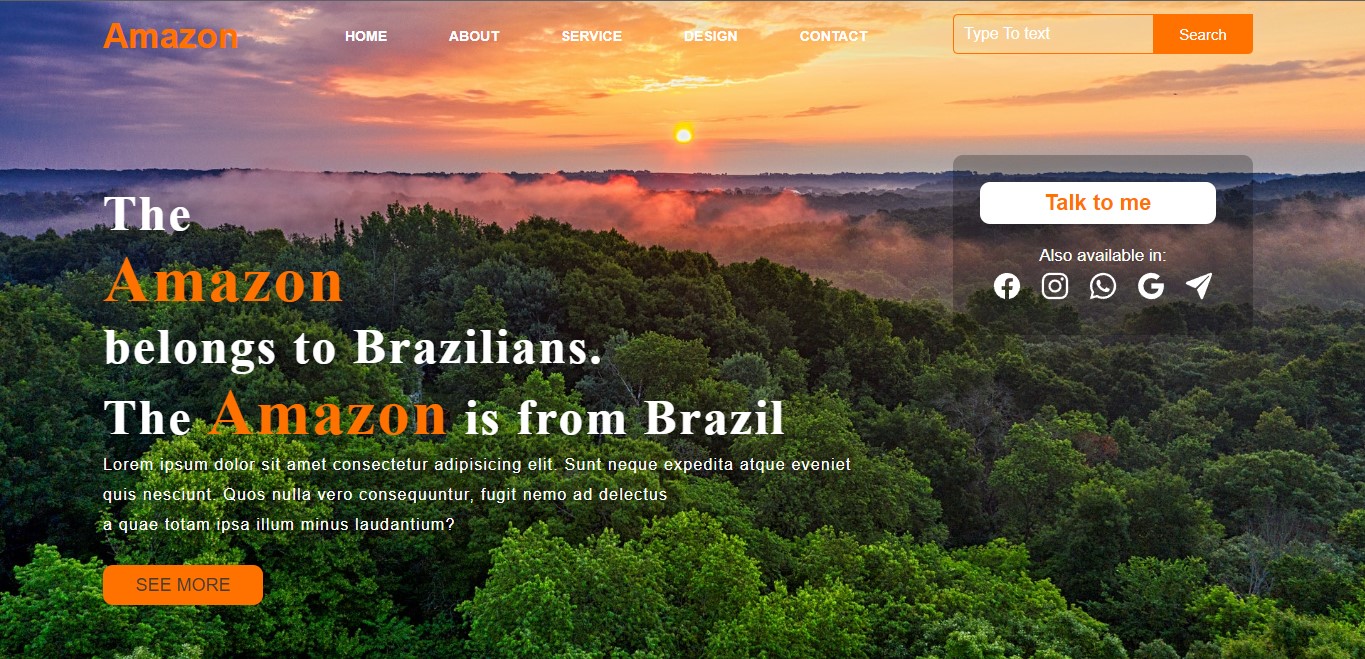 Amazon
HOME ABOUT SERVICE DESIGN CONTACT
Type To text Search
Talk to me
Also available in:
The
Amazon
belongs to Brazilians.
The Amazon is from Brazil
Lorem ipsum dolor sit amet consectetur adipisicing elit. Sunt neque expedita atque eveniet
quis nesciunt. Quos nulla vero consequuntur, fugit nemo ad delectus
a quae totam ipsa illum minus laudantium?
SEE MORE